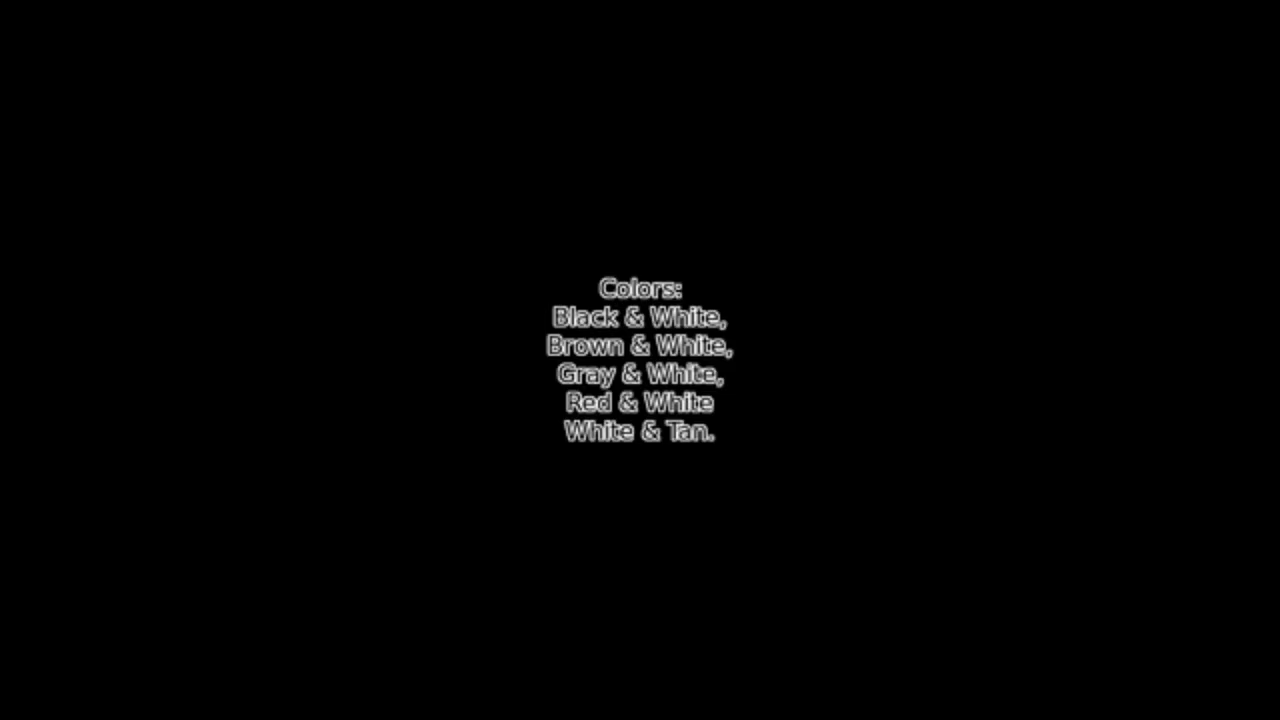 Colors:
Black & White,
Brown & White,
Gray & White,
Red & White
White & Tan.